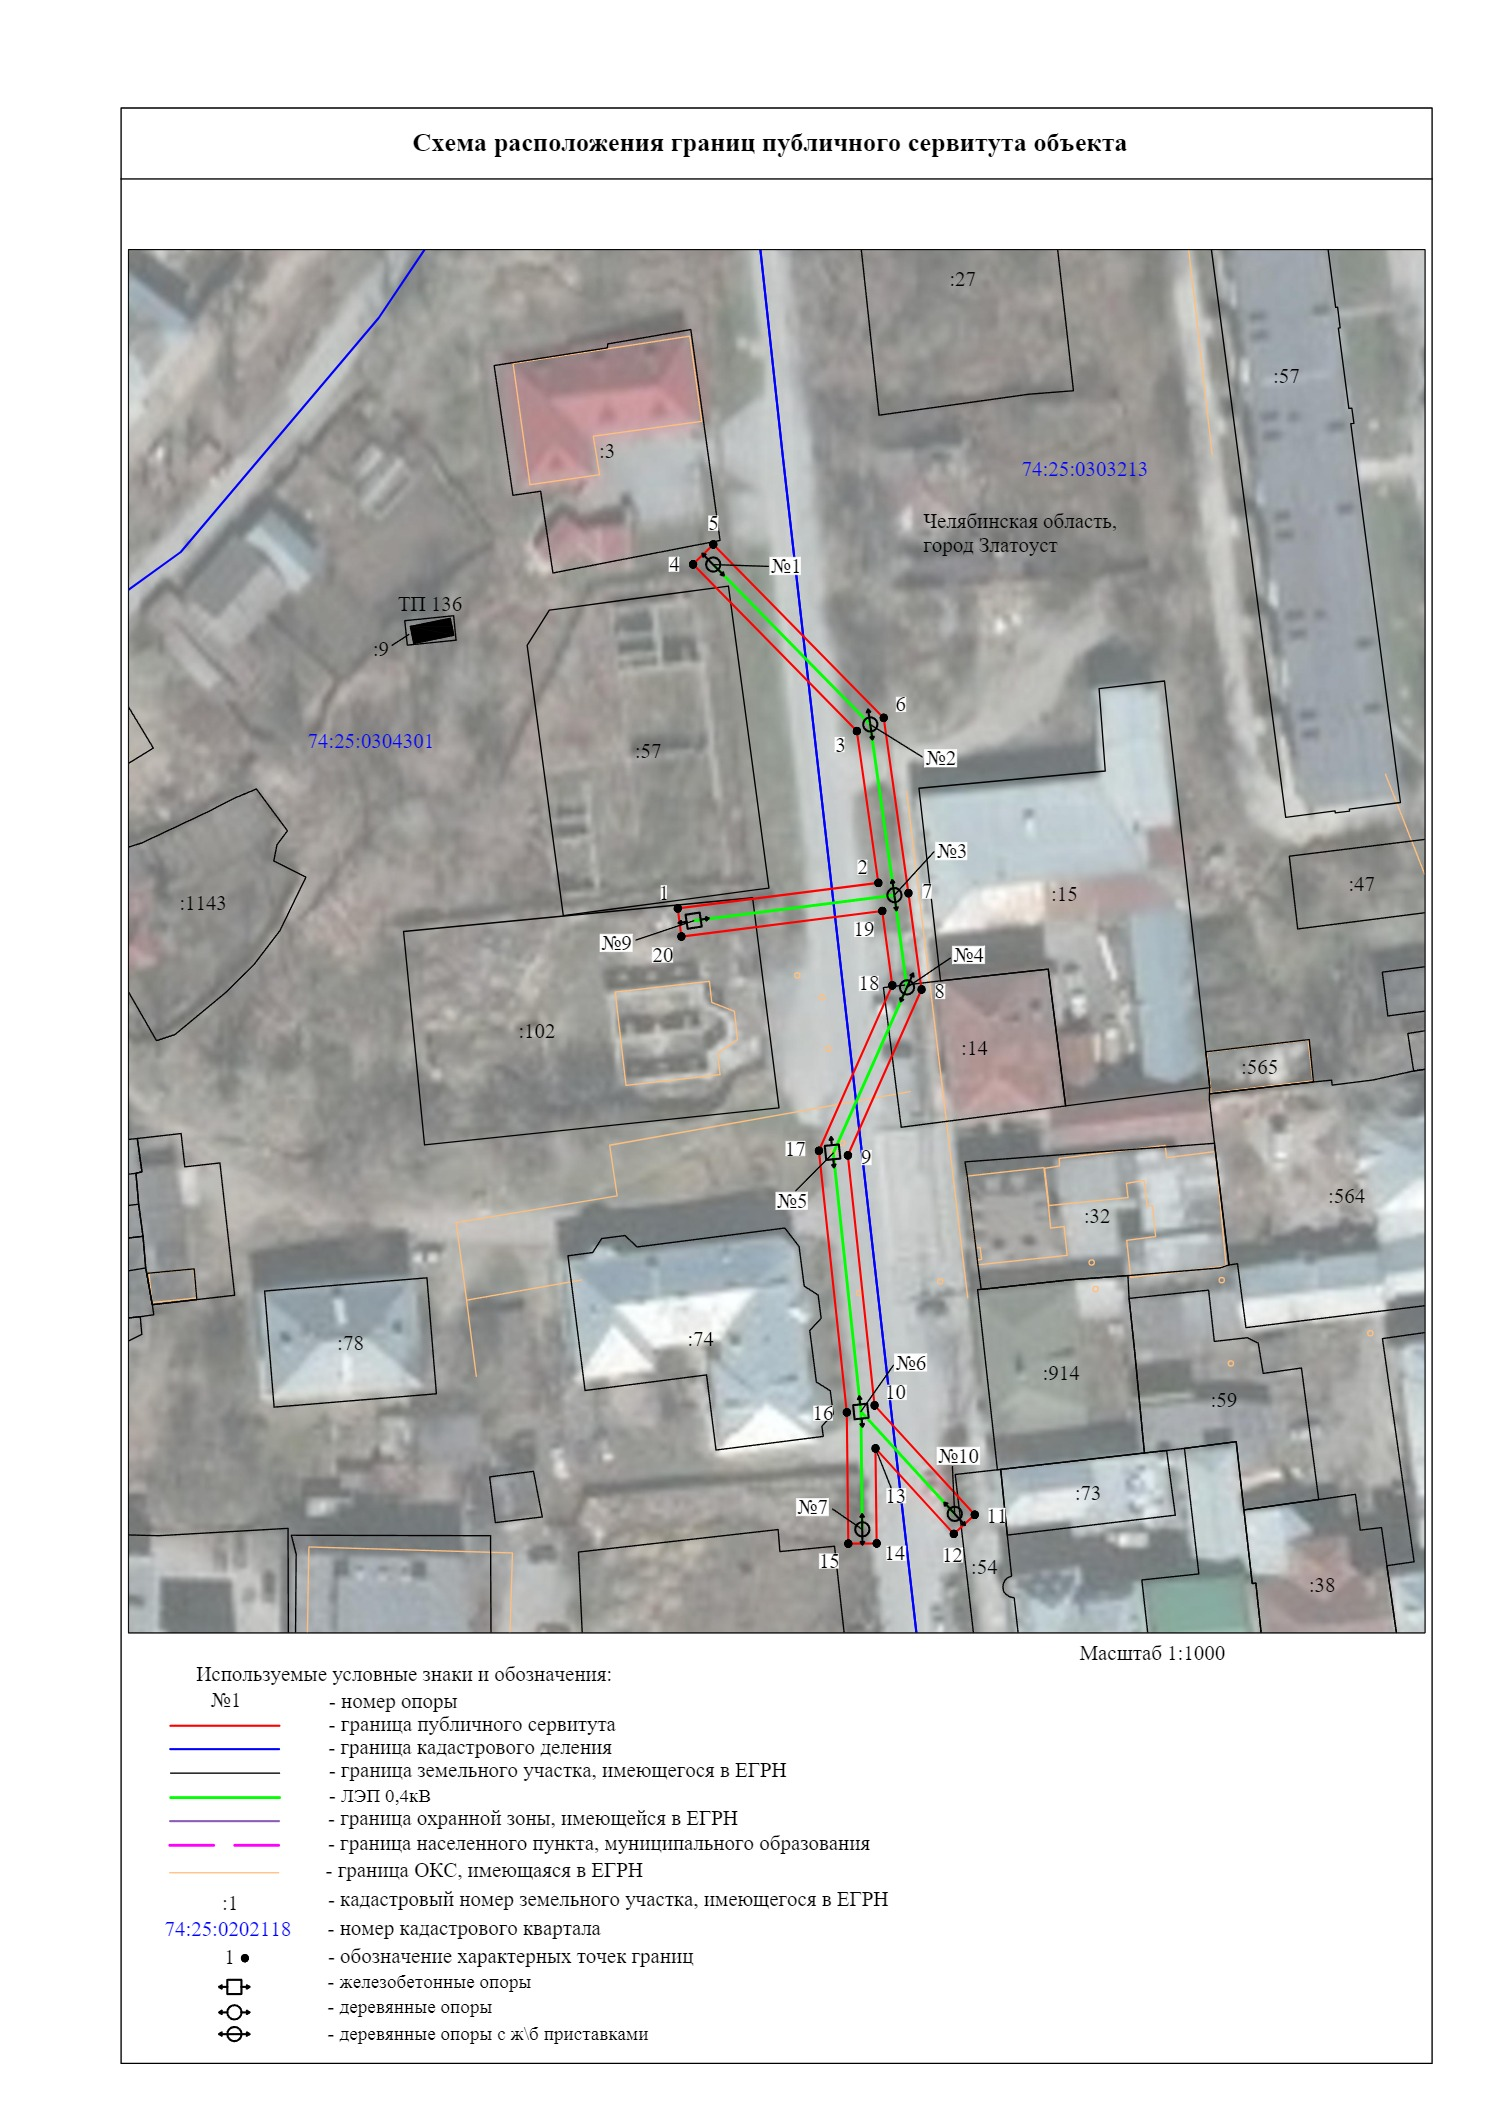 Схема расположения границ публичного сервитута объекта
:27
:57
:3
74:25:0303213
Челябинская область,
город Златоуст
5
4
№1
ТП 136
:9
6
3
№2
74:25:0304301
:57
№3
2
7
1
:1143
:15
:47
19
№9
20
№4
18
8
:102
:14
:565
17
9
№5
:564
:32
:78
:74
№6
10
:914
:59
16
№10
13
:73
№7
11
14
12
15
:54
:38
Масштаб 1:1000
Используемые условные знаки и обозначения:
№1 - номер опоры
- граница публичного сервитута
- граница кадастрового деления
- граница земельного участка, имеющегося в ЕГРН
- ЛЭП 0,4кВ
- граница охранной зоны, имеющейся в ЕГРН
- граница населенного пункта, муниципального образования
- граница ОКС, имеющаяся в ЕГРН
:1 - кадастровый номер земельного участка, имеющегося в ЕГРН
74:25:0202118 - номер кадастрового квартала
1 - обозначение характерных точек границ
- железобетонные опоры
- деревянные опоры
- деревянные опоры с ж\б приставками